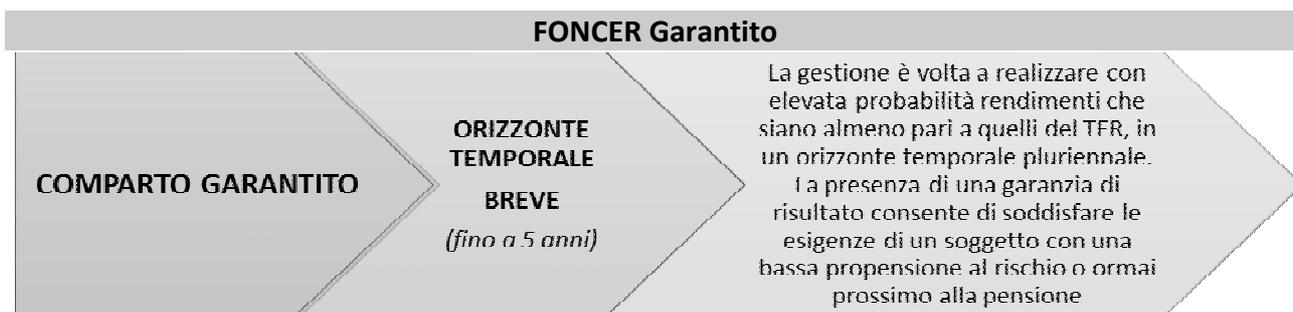 FONCER Garantito
COMPARTO GARANTITO
ORIZZONTE
TEMPORALE
BREVE
(fino a 5 anni)
La gestione è volta a realizzare con
elevata probabilità rendimenti che
siano almeno pari a quelli del TFR, in
un orizzonte temporale pluriennale.
La presenza di una garanzia di
risultato consente di soddisfare le
esigenze di un soggetto con una
bassa propensione al rischio o ormai
prossimo alla pensione